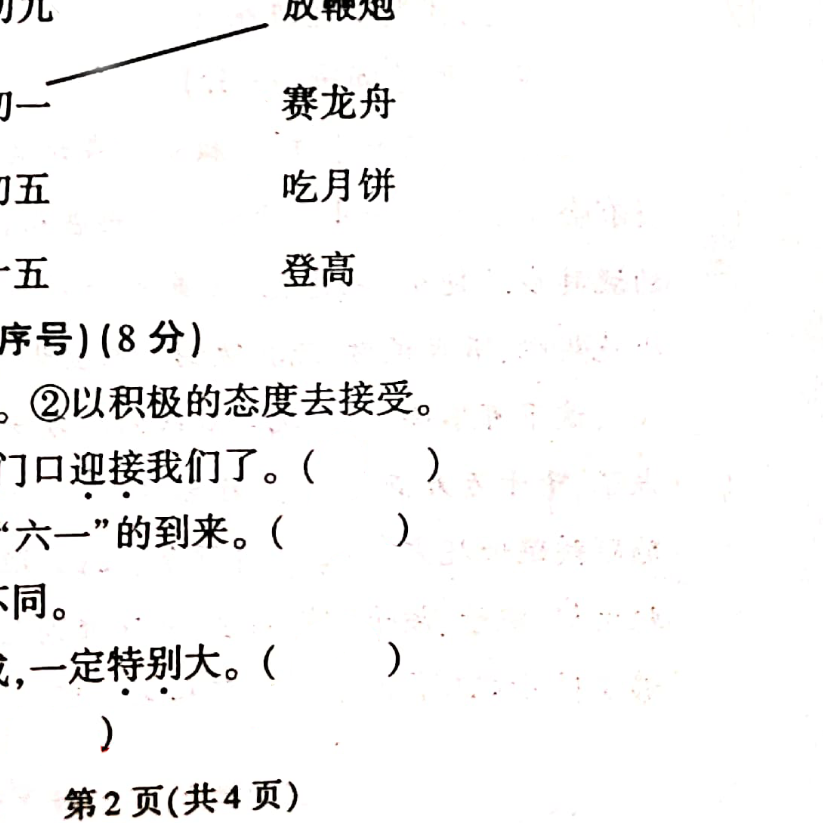 初九 放鞭炮
初一 赛龙舟
初五 吃月饼
十五 登高
序号)(8 分)
。②以积极的态度去接受。
门口迎接我们了。( )
“六一”的到来。( )
不同。
,一定特别大。( )
)
第2页(共4页)